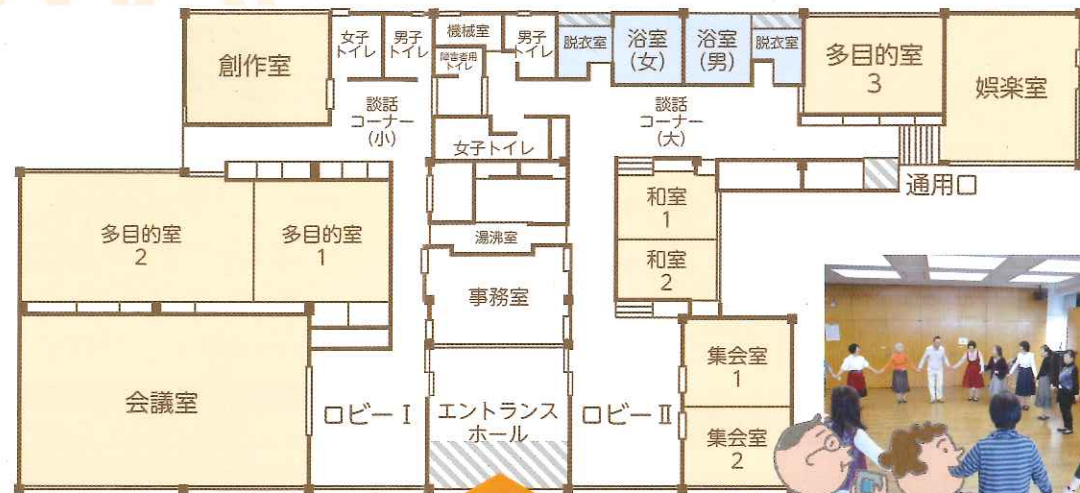 創作室
女子
トイレ
男子
トイレ
機械室
障害者用
トイレ
男子
トイレ
脱衣室
浴室
(女)
浴室
(男)
脱衣室
多目的室
3
娯楽室
談話
コーナー
(小)
女子トイレ
談話
コーナー
(大)
通用口
多目的室
2
多目的室
1
湯沸室
事務室
和室
1
和室
2
会議室
ロビーⅠ
エントランス
ホール
ロビーⅡ
集会室
1
集会室
2